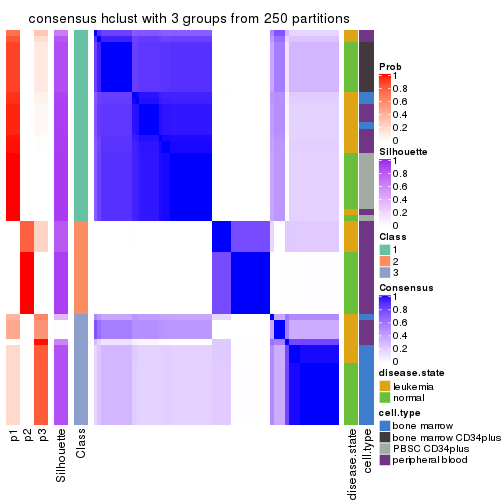 consensus hclust with 3 groups from 250 partitions
Prob
1
0.8
0.6
0.4
0.2
0
Silhouette
1
0.8
0.6
0.4
0.2
0
Class
1
2
3
Consensus
1
0.8
0.6
0.4
0.2
0
disease.state
leukemia
normal
cell.type
bone marrow
bone marrow CD34plus
PBSC CD34plus
peripheral blood
p1
p2
p3
Silhouette
Class
disease.state
cell.type